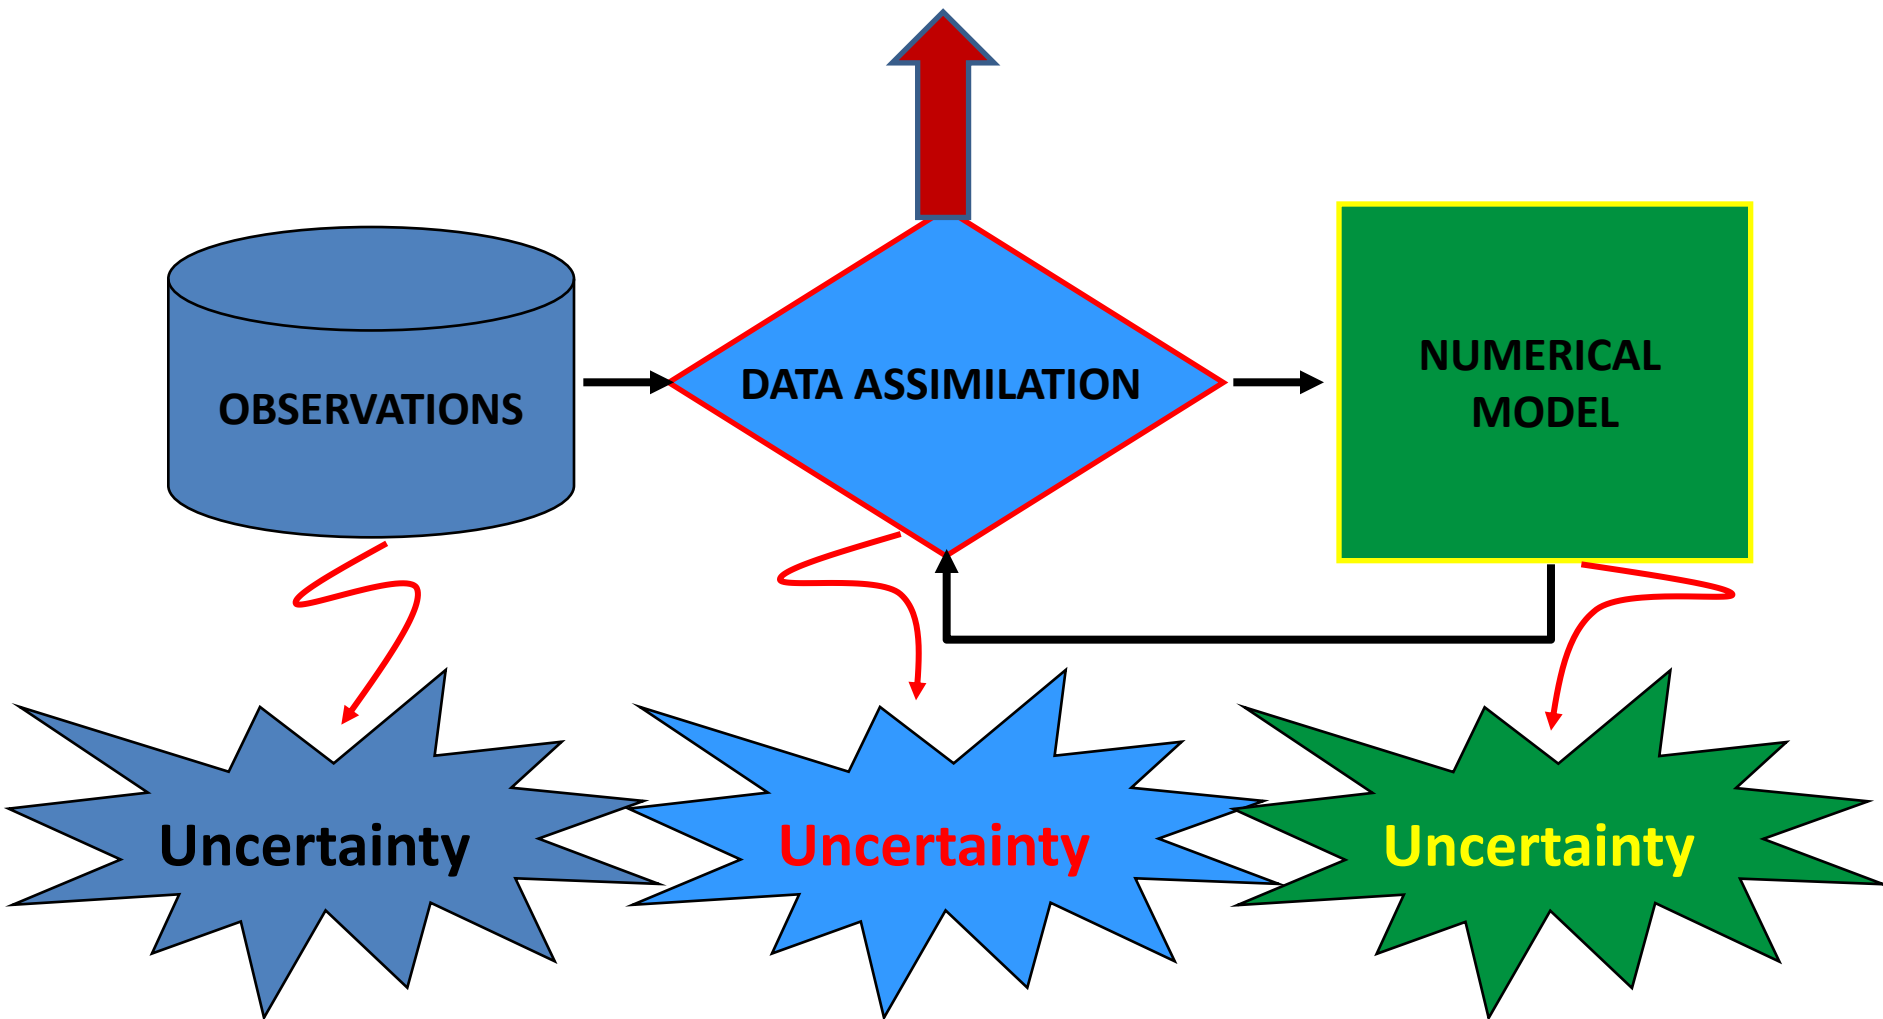 OBSERVATIONS
DATA ASSIMILATION
NUMERICAL
MODEL
Uncertainty
Uncertainty
Uncertainty